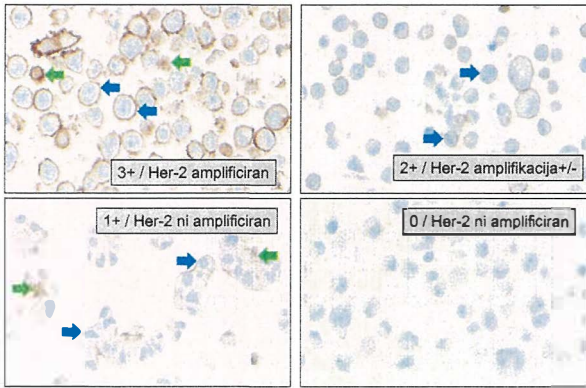 3+ / Her-2 amplificiran
2+ / Her-2 amplifikacija+/-
1+ / Her-2 ni amplificiran
0 / Her-2 ni amplificiran